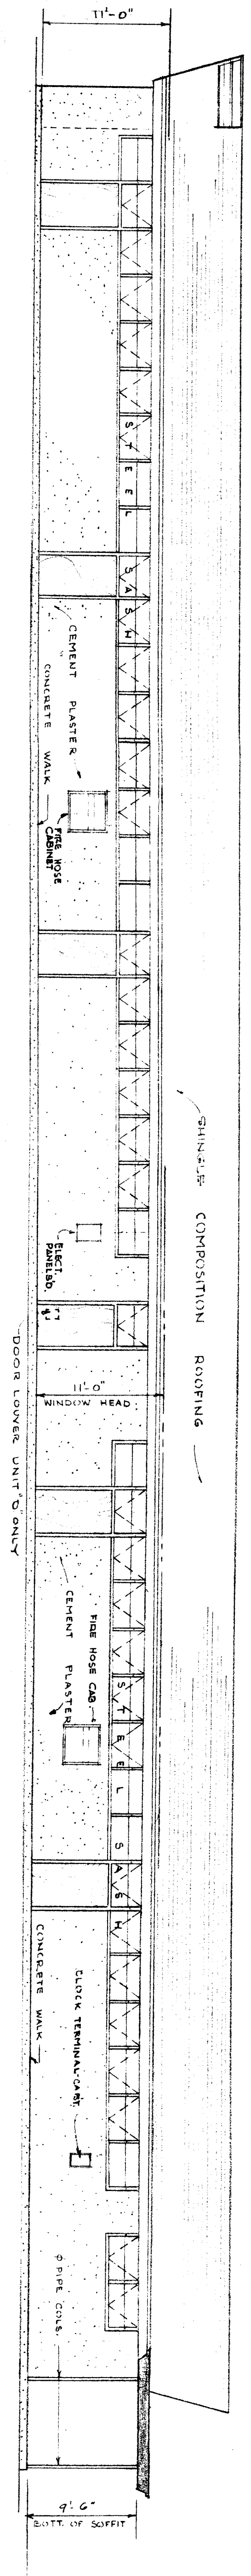 11'-0"
STEEL SASH
CEMENT PLASTER
CONCRETE WALK
FIRE HOSE
CABINET
SHINGLE COMPOSITION ROOFING
ELECT.
PANELBD.
11'-0"
WINDOW HEAD
DOOR LOUVER UNIT "D" ONLY
STEEL SASH
FIRE HOSE CAB.
CEMENT PLASTER
CONCRETE WALK
CLOCK TERMINAL CABT.
PIPE COLS.
9'-6"
BOTT. OF SOFFIT